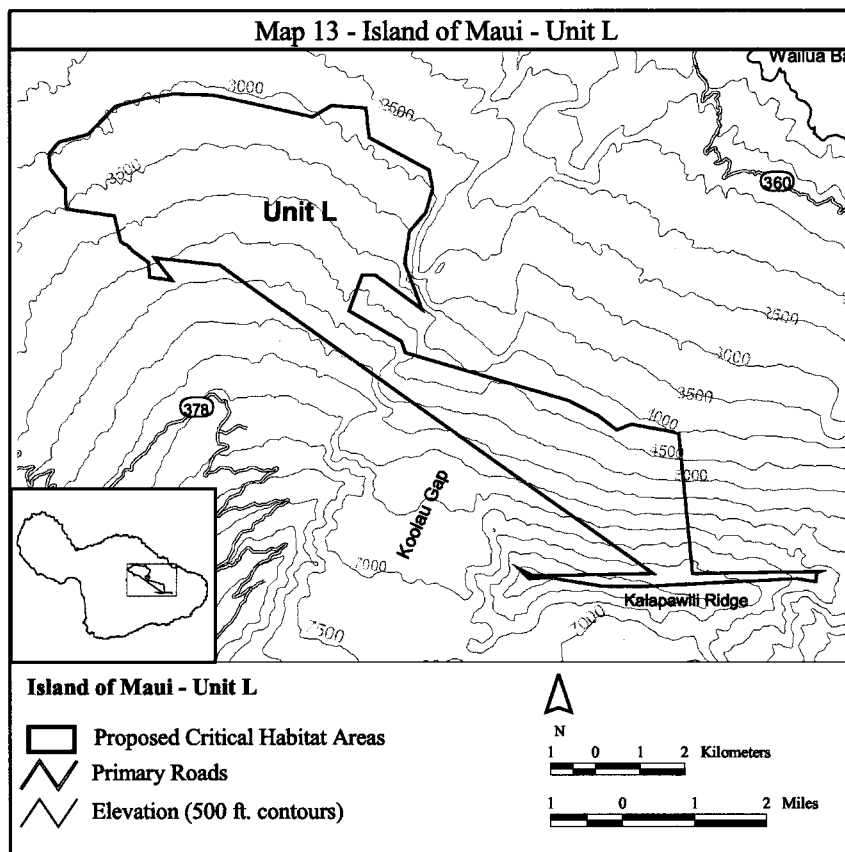 Map 13 - Island of Maui - Unit L
Wailua Ba
3000
2500
3500
360
Unit L
2500
3000
3500
378
4000
4500
5000
Koolau Gap
7000
Kalapawili Ridge
7500
7000
Island of Maui - Unit L
Proposed Critical Habitat Areas
Primary Roads
Elevation (500 ft. contours)
N
1 0 1 2 Kilometers
1 0 1 2 Miles